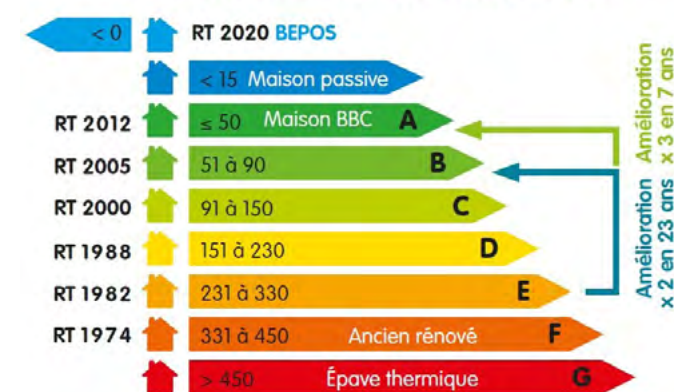 < 0 RT 2020 BEPOS
< 15 Maison passive
RT 2012 ≤ 50 Maison BBC A
RT 2005 51 à 90 B
RT 2000 91 à 150 C
RT 1988 151 à 230 D
RT 1982 231 à 330 E
RT 1974 331 à 450 Ancien rénové F
> 450 Épave thermique G
Amélioration
x 3 en 7 ans
Amélioration
x 2 en 23 ans